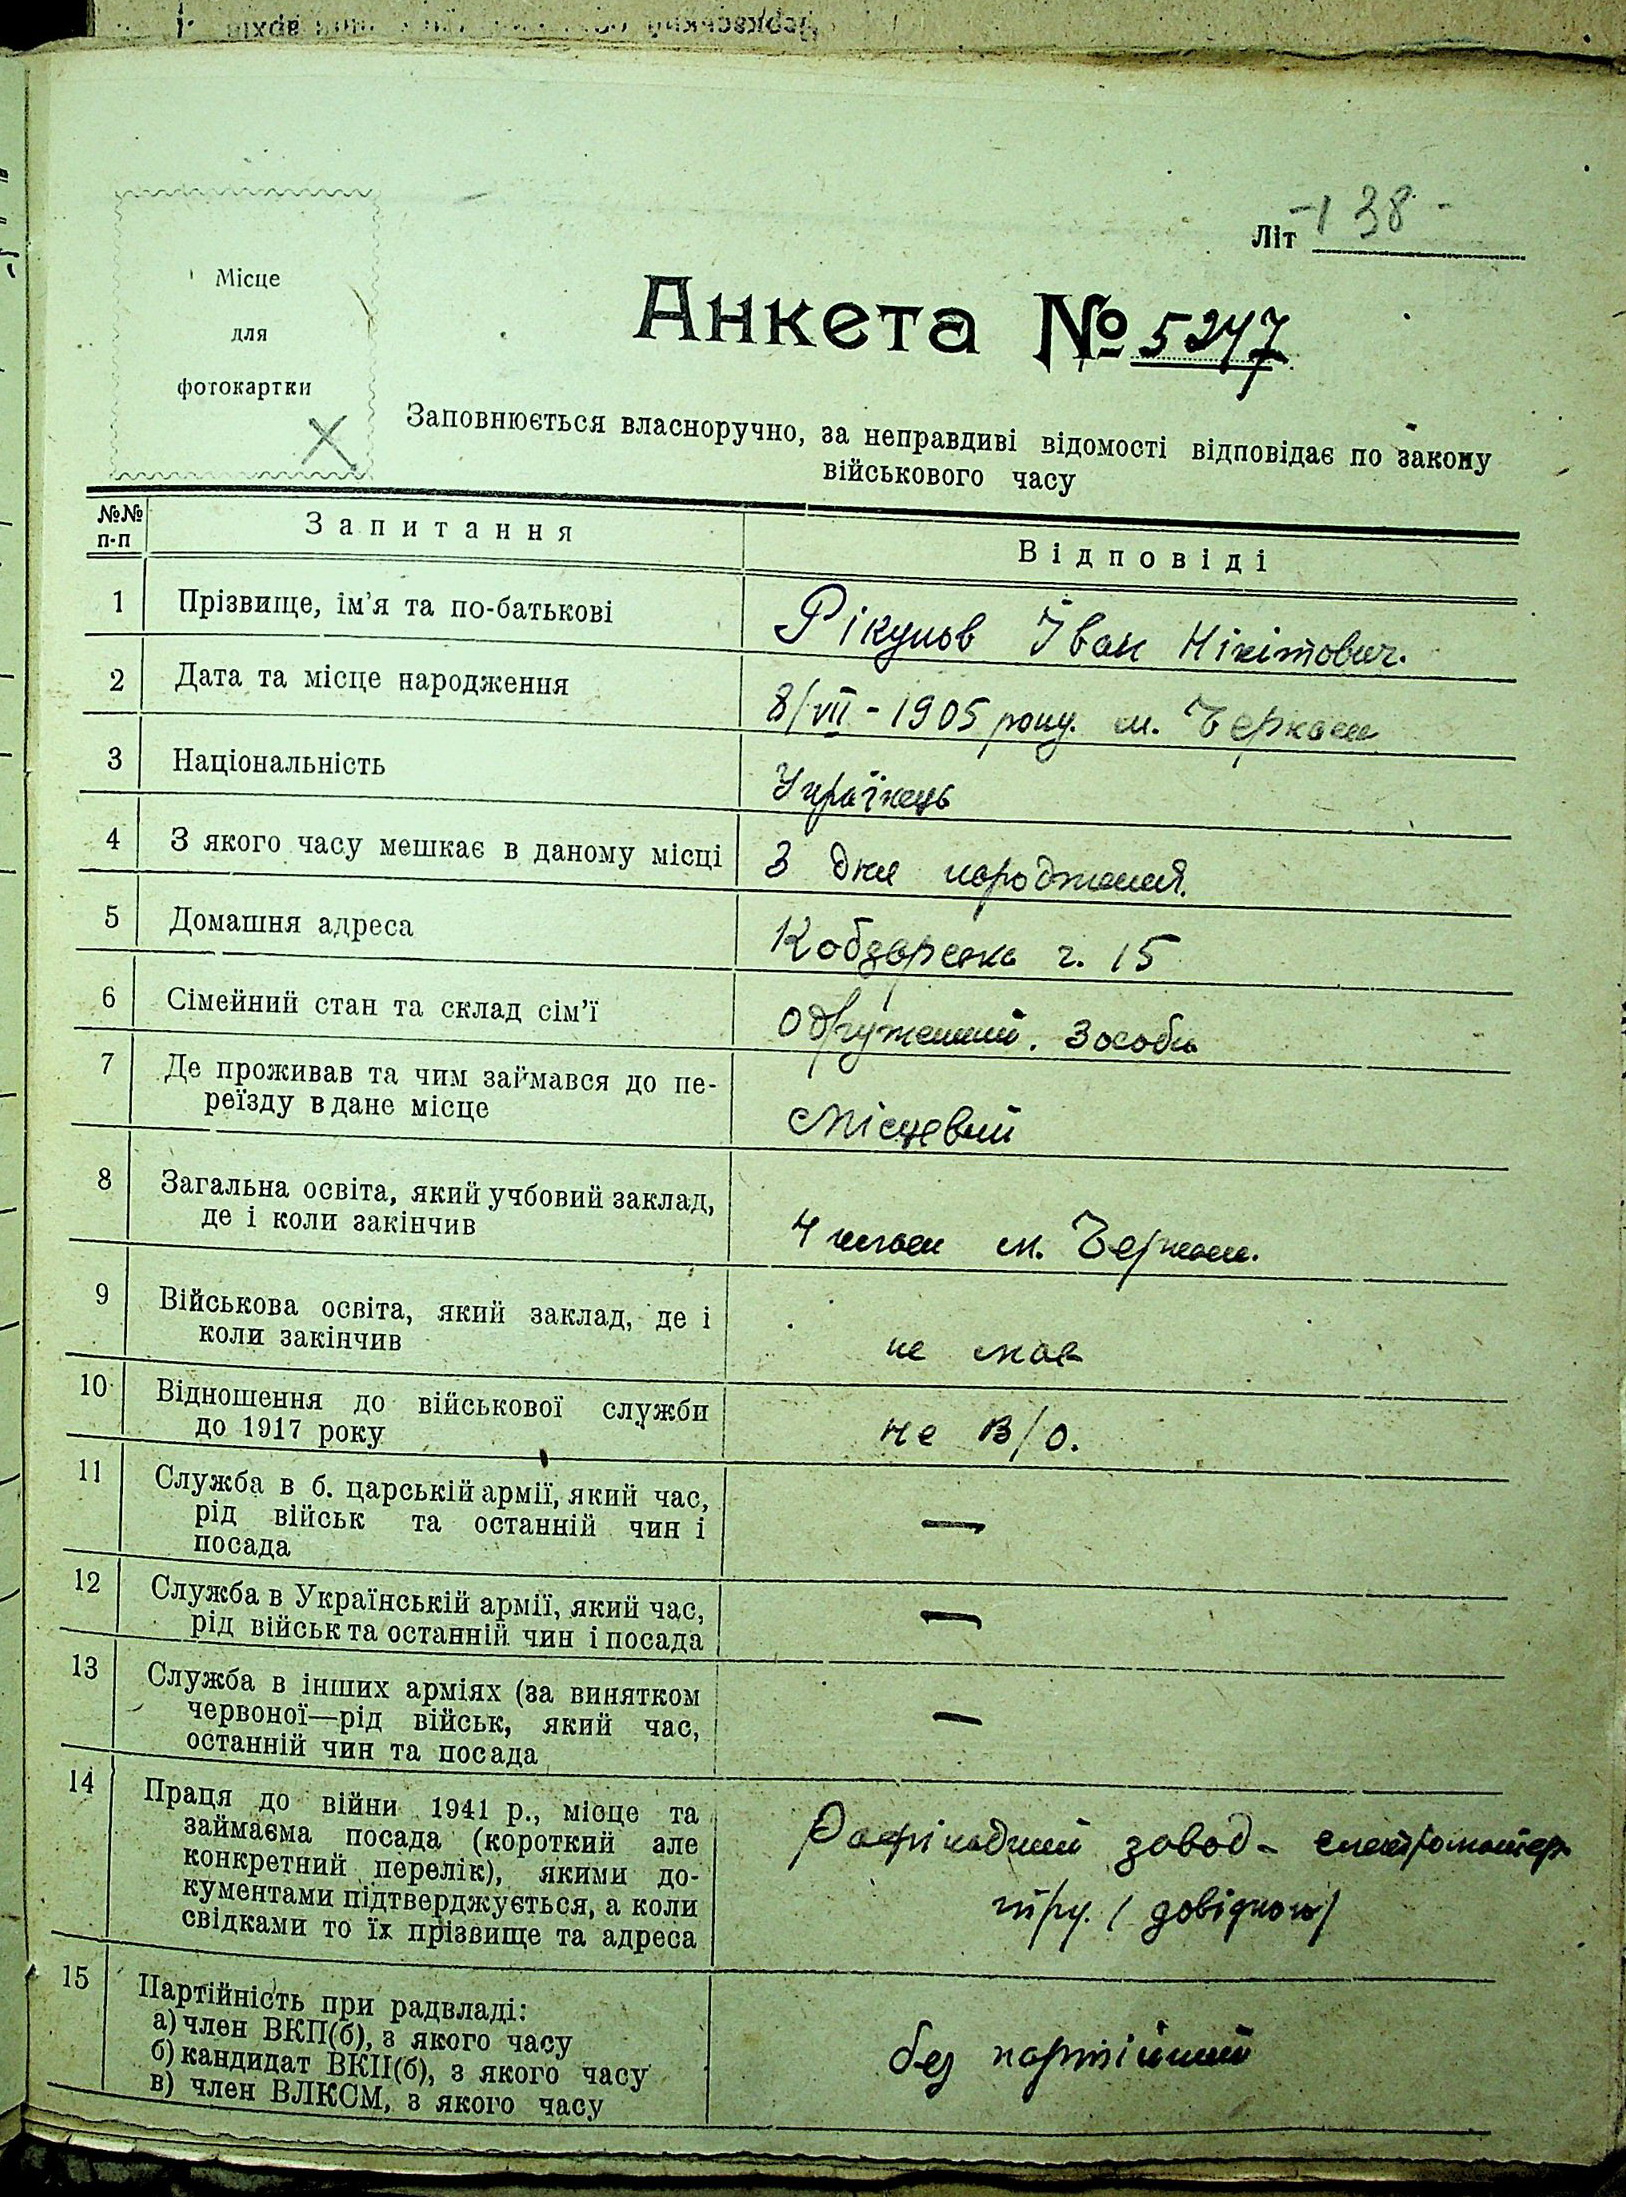 Літ -138-
Місце
для
фотокартки
Анкета № 5247
Заповнюється власноручно, за неправдиві відомості відповідає по закону
військового часу
№№ п-п Запитання Відповіді
1 Прізвище, ім'я та по-батькові Рікунов Іван Нікітович.
2 Дата та місце народження 8/VII - 1905 року. м. Черкаси
3 Національність Українець
4 З якого часу мешкає в даному місці З дня народження.
5 Домашня адреса Кобзарська ч. 15
6 Сімейний стан та склад сім'ї Одружений. 3 особи
7 Де проживав та чим займався до пе-
реїзду в дане місце Місцевий
8 Загальна освіта, який учбовий заклад,
де і коли закінчив 4 класи м. Черкаси.
9 Військова освіта, який заклад, де і
коли закінчив не мав
10 Відношення до військової служби
до 1917 року не в/о.
11 Служба в б. царській армії, який час,
рід військ та останній чин і
посада —
12 Служба в Українській армії, який час,
рід військ та останній чин і посада —
13 Служба в інших арміях (за винятком
червоної—рід військ, який час,
останній чин та посада —
14 Праця до війни 1941 р., місце та
займаєма посада (короткий але
конкретний перелік), якими до-
кументами підтверджується, а коли
свідками то їх прізвище та адреса
Рафінадний завод - електромонтер
/довідкою/
15 Партійність при радвладі:
а) член ВКП(б), з якого часу
б) кандидат ВКП(б), з якого часу
в) член ВЛКСМ, з якого часу
без партійний